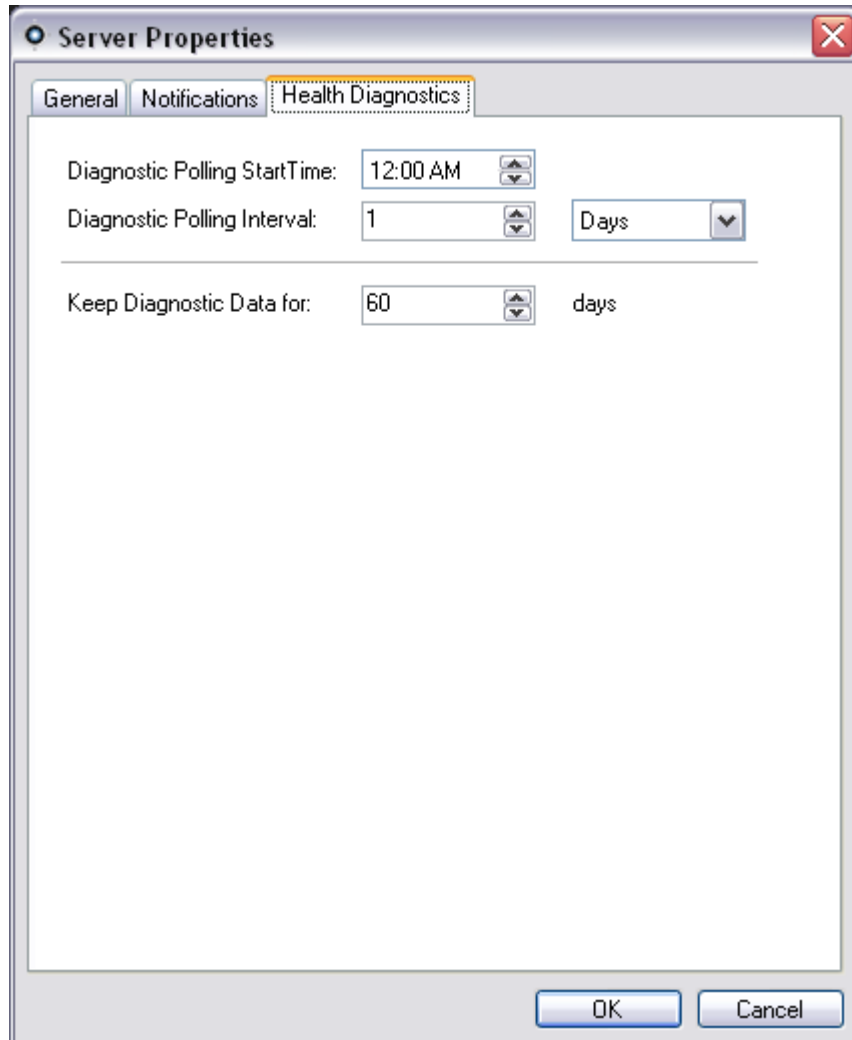 Server Properties
General Notifications Health Diagnostics
Diagnostic Polling StartTime: 12:00 AM
Diagnostic Polling Interval: 1 Days
Keep Diagnostic Data for: 60 days
OK Cancel